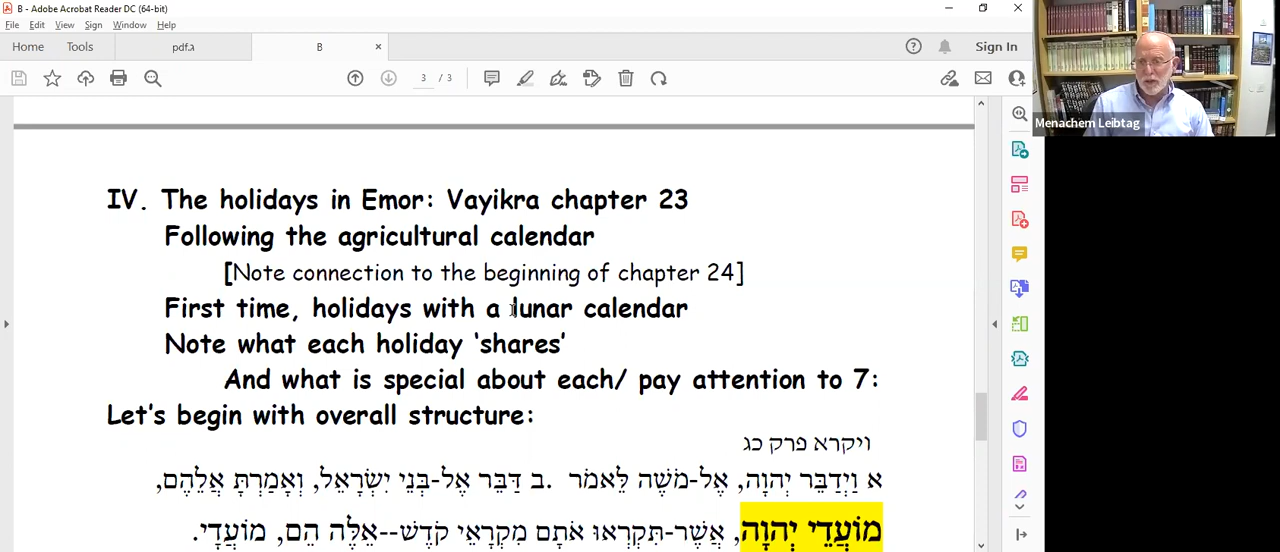 B - Adobe Acrobat Reader DC (64-bit)
File Edit View Sign Window Help
Home Tools pdf.ג B × Sign In
3 / 3
Menachem Leibtag
IV. The holidays in Emor: Vayikra chapter 23
Following the agricultural calendar
[Note connection to the beginning of chapter 24]
First time, holidays with a lunar calendar
Note what each holiday ‘shares’
And what is special about each/ pay attention to 7:
Let’s begin with overall structure:
ויקרא פרק כג
א וַיְדַבֵּר יְהוָה, אֶל-מֹשֶׁה לֵּאמֹר. ב דַּבֵּר אֶל-בְּנֵי יִשְׂרָאֵל, וְאָמַרְתָּ אֲלֵהֶם,
מוֹעֲדֵי יְהוָה, אֲשֶׁר-תִּקְרְאוּ אֹתָם מִקְרָאֵי קֹדֶשׁ--אֵלֶּה הֵם, מוֹעֲדָי.